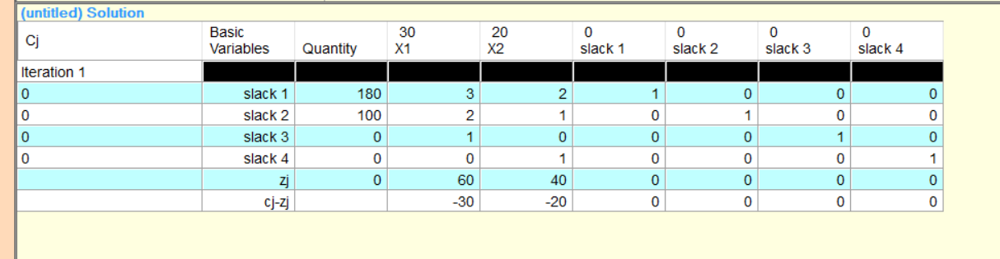 (untitled) Solution
Cj Basic Variables Quantity 30 X1 20 X2 0 slack 1 0 slack 2 0 slack 3 0 slack 4
Iteration 1
0 slack 1 180 3 2 1 0 0 0
0 slack 2 100 2 1 0 1 0 0
0 slack 3 0 1 0 0 0 1 0
0 slack 4 0 0 1 0 0 0 1
zj 0 60 40 0 0 0 0
cj-zj -30 -20 0 0 0 0